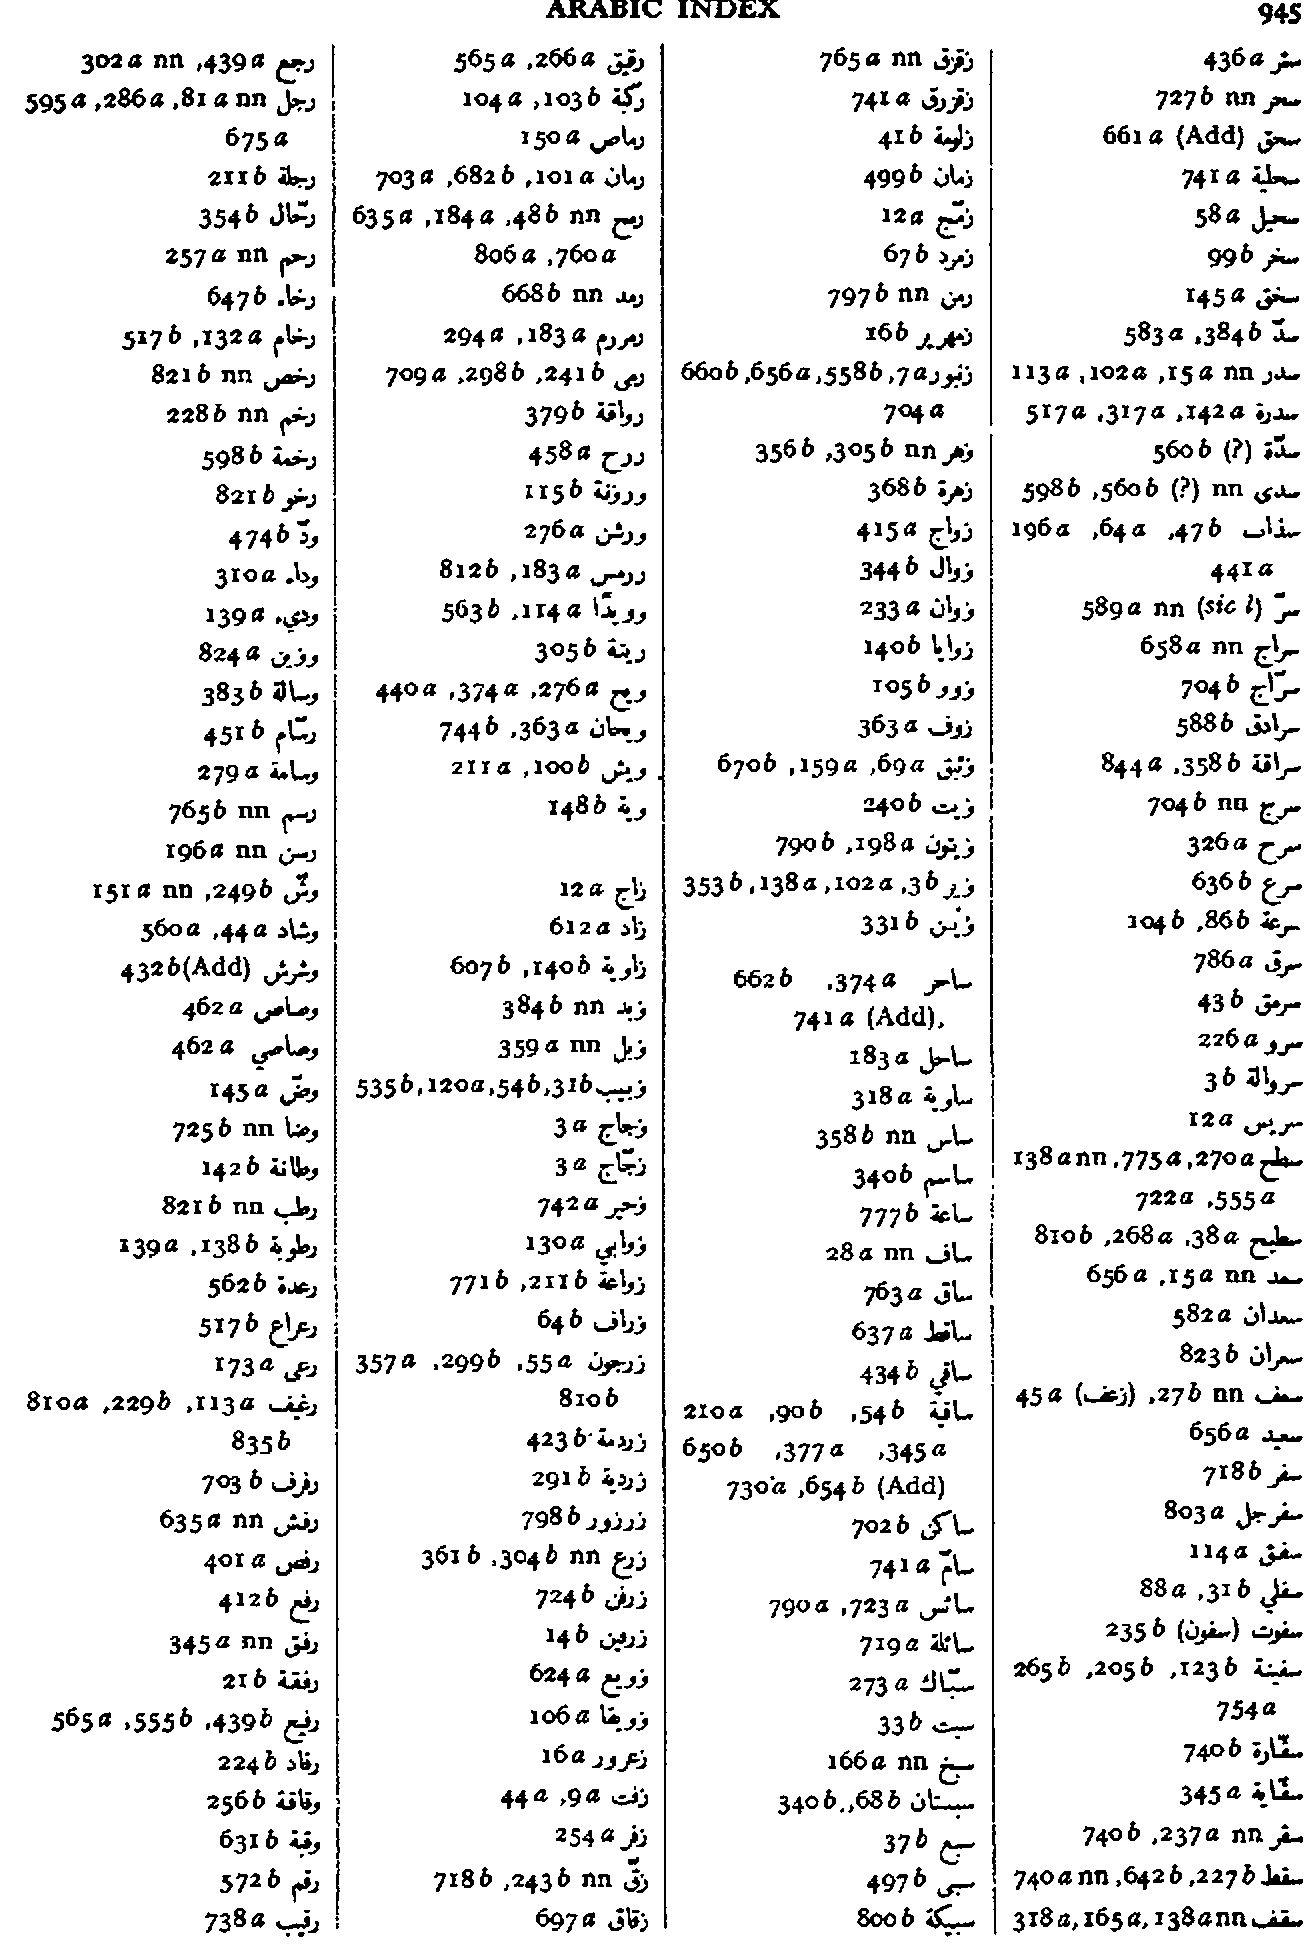 ARABIC INDEX
945
رجع 439a, 302a nn
رجل 81a nn, 286a, 595a
675a
رجلة 211b
رحّال 354b
رحم 257a nn
رخاء 647b
رخام 132a, 517b
رخص 821b nn
رخم 228b nn
رخمة 598b
رخو 821b
ردّ 474b
رداء 310a
رديء 139a
رزين 824a
رسالة 383b
رسّام 451b
رسامة 279a
رسم 765b nn
رسن 196a nn
رشّ 249b, 151a nn
رشاد 44a, 560a
رشرش 432b (Add)
رصاص 462a
رصاصي 462a
رضّ 145a
رضا 725b nn
رطانة 142b
رطب 821b nn
رطوبة 138b, 139a
رعدة 562b
رعراع 517b
رعى 173a
رغيف 113a, 229b, 810a
835b
رفرف 703b
رفش 635a nn
رفص 401a
رفع 412b
رفق 345a nn
رفقة 21b
رفيع 439b, 555b, 565a
رقاد 224b
رقاقة 256b
رقبة 631b
رقم 572b
رقيب 738a
رقيق 266a, 565a
ركّة 103b, 104a
رماص 150a
رمان 101a, 682b, 703a
رمح 48b nn, 184a, 635a
760a, 806a
رمد 668b nn
رمرم 183a, 294a
رمى 241b, 298b, 709a
رواقة 379b
روح 458a
روزنة 115b
روشن 276a
رومس 183a, 812b
رويدًا 114a, 563b
ريتة 305b
ريح 276a, 374a, 440a
ريحان 363a, 744b
ريش 100b, 211a
رية 148b
زاج 12a
زاد 612a
زاوية 140b, 607b
زبد 384b nn
زبل 359a nn
زبيب 31b, 54b, 120a, 535b
زجاج 3a
زجّاج 3a
زحير 742a
زرابي 130a
زراعة 211b, 771b
زراف 64b
زرجون 55a, 299b, 357a
810b
زردمة 423b
زردية 291b
زرزور 798b
زرع 304b nn, 361b
زرفن 724b
زرفين 14b
زريع 624a
زريقا 106a
زعرور 16a
زفت 9a, 44a
زفر 254a
زقّ 243b nn, 718b
زقاق 697a
زقزق 765a nn
زقزرق 741a
زلومة 41b
زمان 499b
زمّج 12a
زمرد 67b
زمن 797b nn
زمهرير 16b
زنبور 7a, 558b, 656a, 660b
704a
زهر 305b nn, 356b
زهرة 368b
زواج 415a
زوال 344b
زوان 233a
زوايا 140b
زور 105b
زوف 363a
زئبق 69a, 159a, 670b
زيت 240b
زيتون 198a, 790b
زير 3b, 102a, 138a, 353b
زيّن 331b
ساحر 374a, 662b
741a (Add),
ساحل 183a
سارية 318a
ساس 358b nn
ساسم 340b
ساعة 777b
ساف 28a nn
ساق 763a
ساقط 637a
ساقي 434b
ساقية 54b, 90b, 210a
345a, 377a, 650b
730a, 654b (Add)
ساكن 702b
سامّ 741a
سائس 723a, 790a
سائلة 719a
سبّاك 273a
سبت 33b
سبخ 166a nn
سبستان 68b, 340b
سبع 37b
سبى 497b
سبيكة 800b
ستر 436a
سحر 727b nn
سحق 661a (Add)
سحلية 741a
سحيل 58a
سخر 99b
سخق 145a
سدّ 384b, 583a
سدر 15a nn, 102a, 113a
سدرة 142a, 317a, 517a
سدّة (?) 560b
سدي nn (?) 560b, 598b
سذاب 47b, 64a, 196a
441a
سرّ (sic l) 589a nn
سراج 658a nn
سرّاج 704b
سرادق 588b
سراقة 358b, 844a
سرج 704b nn
سرح 326a
سرع 636b
سرعة 86b, 104b
سرق 786a
سرمق 43b
سرو 226a
سروالة 3b
سريس 12a
سطح 270a, 775a, 138a nn
555a, 722a
سطيح 38a, 268a, 810b
سعد 15a nn, 656a
سعدان 582a
سعران 823b
سعف 27b nn, (زعف) 45a
سعيد 656a
سفر 718b
سفرجل 803a
سفق 114a
سفلي 31b, 88a
سفوت (سفون) 235b
سفينة 123b, 205b, 265b
754a
سقّارة 740b
سقّاية 345a
سقر 237a nn, 740b
سقط 227b, 642b, 740a nn
سقف 138a nn, 165a, 318a